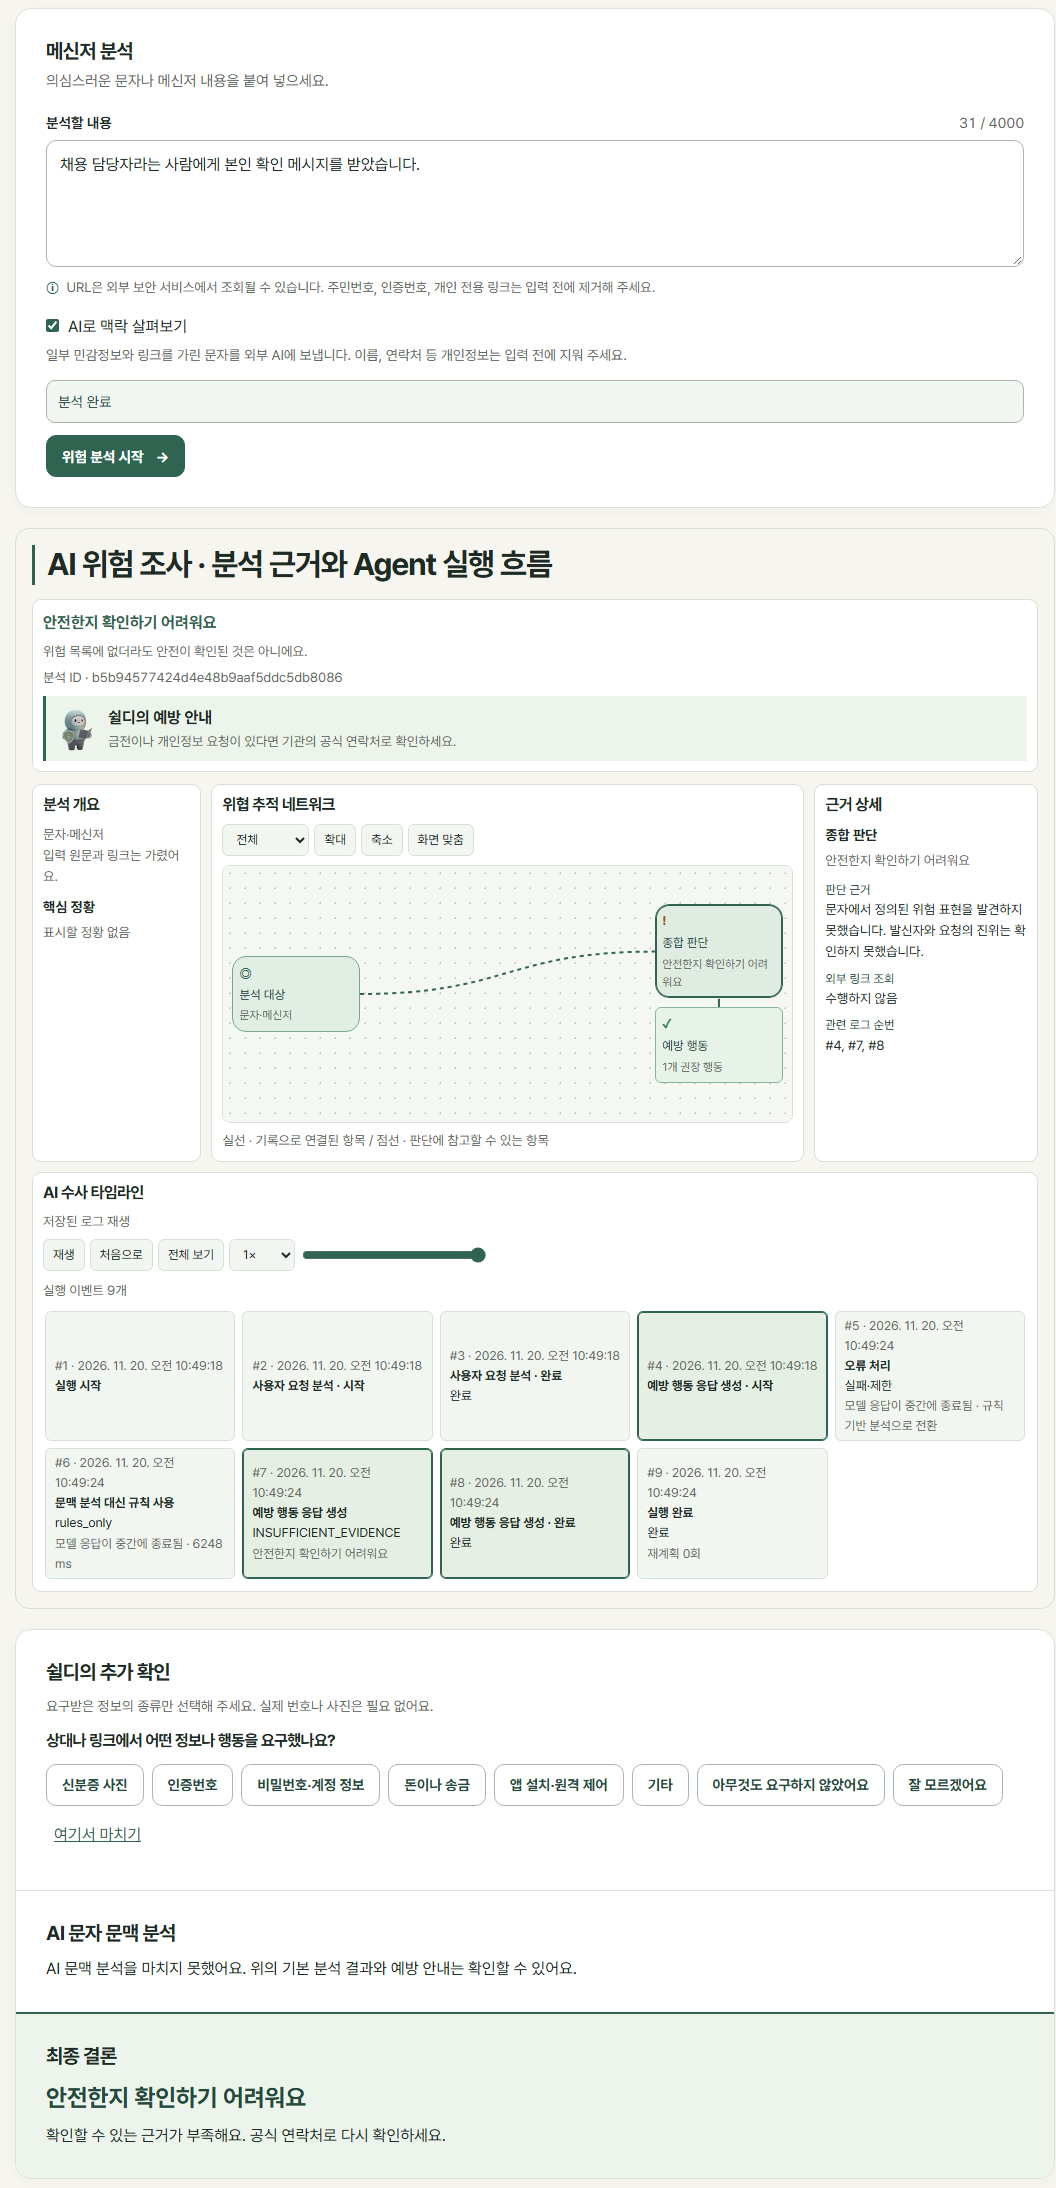 메신저 분석
의심스러운 문자나 메신저 내용을 붙여 넣으세요.
분석할 내용
31 / 4000
채용 담당자라는 사람에게 본인 확인 메시지를 받았습니다.
URL은 외부 보안 서비스에서 조회될 수 있습니다. 주민번호, 인증번호, 개인 전용 링크는 입력 전에 제거해 주세요.
AI로 맥락 살펴보기
일부 민감정보와 링크를 가린 문자를 외부 AI에 보냅니다. 이름, 연락처 등 개인정보는 입력 전에 지워 주세요.
분석 완료
위험 분석 시작 →
AI 위험 조사 · 분석 근거와 Agent 실행 흐름
안전한지 확인하기 어려워요
위험 목록에 없더라도 안전이 확인된 것은 아니에요.
분석 ID · b5b94577424d4e48b9aaf5ddc5db8086
쉴디의 예방 안내
금전이나 개인정보 요청이 있다면 기관의 공식 연락처로 확인하세요.
분석 개요
문자·메신저
입력 원문과 링크는 가렸어
요.
핵심 정황
표시할 정황 없음
위협 추적 네트워크
전체
확대
축소
화면 맞춤
◎
분석 대상
문자·메신저
!
종합 판단
안전한지 확인하기 어려
워요
✓
예방 행동
1개 권장 행동
실선 · 기록으로 연결된 항목 / 점선 · 판단에 참고할 수 있는 항목
근거 상세
종합 판단
안전한지 확인하기 어려워요
판단 근거
문자에서 정의된 위험 표현을 발견하지
못했습니다. 발신자와 요청의 진위는 확
인하지 못했습니다.
외부 링크 조회
수행하지 않음
관련 로그 순번
#4, #7, #8
AI 수사 타임라인
저장된 로그 재생
재생
처음으로
전체 보기
1×
실행 이벤트 9개
#1 · 2026. 11. 20. 오전 10:49:18
실행 시작
#2 · 2026. 11. 20. 오전 10:49:18
사용자 요청 분석 · 시작
#3 · 2026. 11. 20. 오전 10:49:18
사용자 요청 분석 · 완료
완료
#4 · 2026. 11. 20. 오전 10:49:18
예방 행동 응답 생성 · 시작
#5 · 2026. 11. 20. 오전
10:49:24
오류 처리
실패·제한
모델 응답이 중간에 종료됨 · 규칙
기반 분석으로 전환
#6 · 2026. 11. 20. 오전
10:49:24
문맥 분석 대신 규칙 사용
rules_only
모델 응답이 중간에 종료됨 · 6248
ms
#7 · 2026. 11. 20. 오전
10:49:24
예방 행동 응답 생성
INSUFFICIENT_EVIDENCE
안전한지 확인하기 어려워요
#8 · 2026. 11. 20. 오전
10:49:24
예방 행동 응답 생성 · 완료
완료
#9 · 2026. 11. 20. 오전
10:49:24
실행 완료
완료
재계획 0회
쉴디의 추가 확인
요구받은 정보의 종류만 선택해 주세요. 실제 번호나 사진은 필요 없어요.
상대나 링크에서 어떤 정보나 행동을 요구했나요?
신분증 사진
인증번호
비밀번호·계정 정보
돈이나 송금
앱 설치·원격 제어
기타
아무것도 요구하지 않았어요
잘 모르겠어요
여기서 마치기
AI 문자 문맥 분석
AI 문맥 분석을 마치지 못했어요. 위의 기본 분석 결과와 예방 안내는 확인할 수 있어요.
최종 결론
안전한지 확인하기 어려워요
확인할 수 있는 근거가 부족해요. 공식 연락처로 다시 확인하세요.